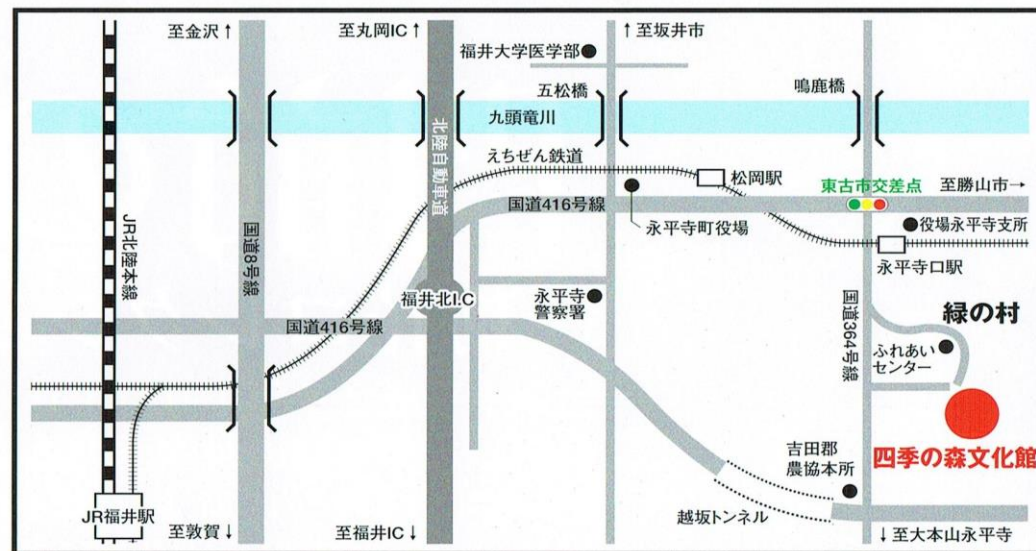 至金沢↑
至丸岡IC↑
↑至坂井市
福井大学医学部
五松橋
鳴鹿橋
九頭竜川
北陸自動車道
えちぜん鉄道
松岡駅
東古市交差点
至勝山市→
国道416号線
永平寺町役場
役場永平寺支所
永平寺口駅
JR北陸本線
国道8号線
福井北I.C
永平寺
警察署
国道364号線
緑の村
国道416号線
ふれあい
センター
四季の森文化館
吉田郡
農協本所
JR福井駅
至敦賀↓
至福井IC↓
越坂トンネル
↓至大本山永平寺